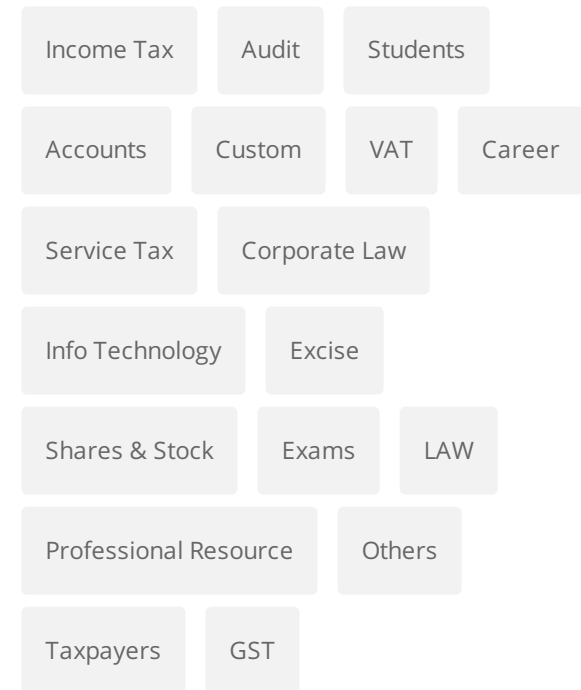 Income Tax Audit Students
Accounts Custom VAT Career
Service Tax Corporate Law
Info Technology Excise
Shares & Stock Exams LAW
Professional Resource Others
Taxpayers GST